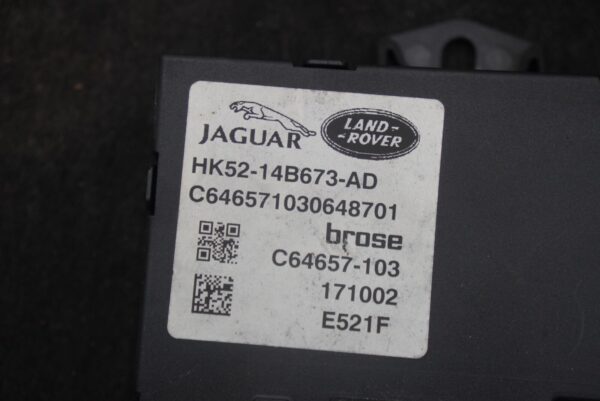 JAGUAR LAND-
-ROVER
HK52-14B673-AD
C646571030648701
brose
C64657-103
171002
E521F